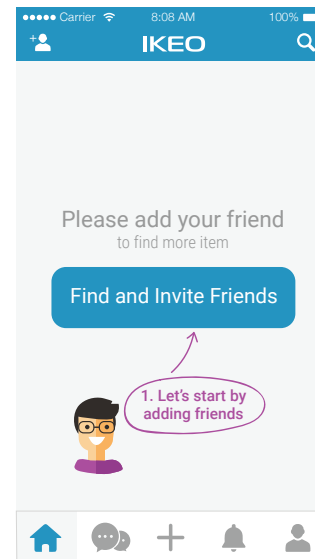 Carrier 8:08 AM 100%
IKEO
Please add your friend
to find more item
Find and Invite Friends
1. Let's start by
adding friends